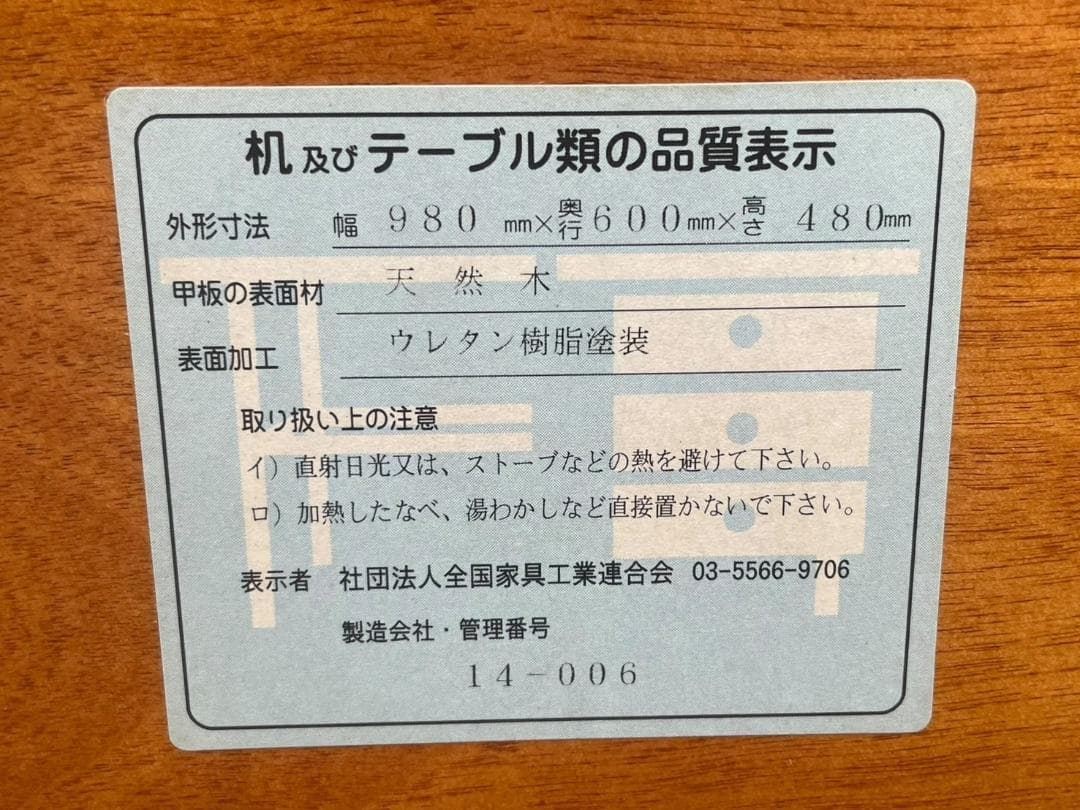 机及びテーブル類の品質表示
外形寸法 幅 980 mm×奥行600mm×高さ 480mm
甲板の表面材 天然木
表面加工 ウレタン樹脂塗装
取り扱い上の注意
イ）直射日光又は、ストーブなどの熱を避けて下さい。
ロ）加熱したなべ、湯わかしなど直接置かないで下さい。
表示者 社団法人全国家具工業連合会 03-5566-9706
製造会社・管理番号
14-006